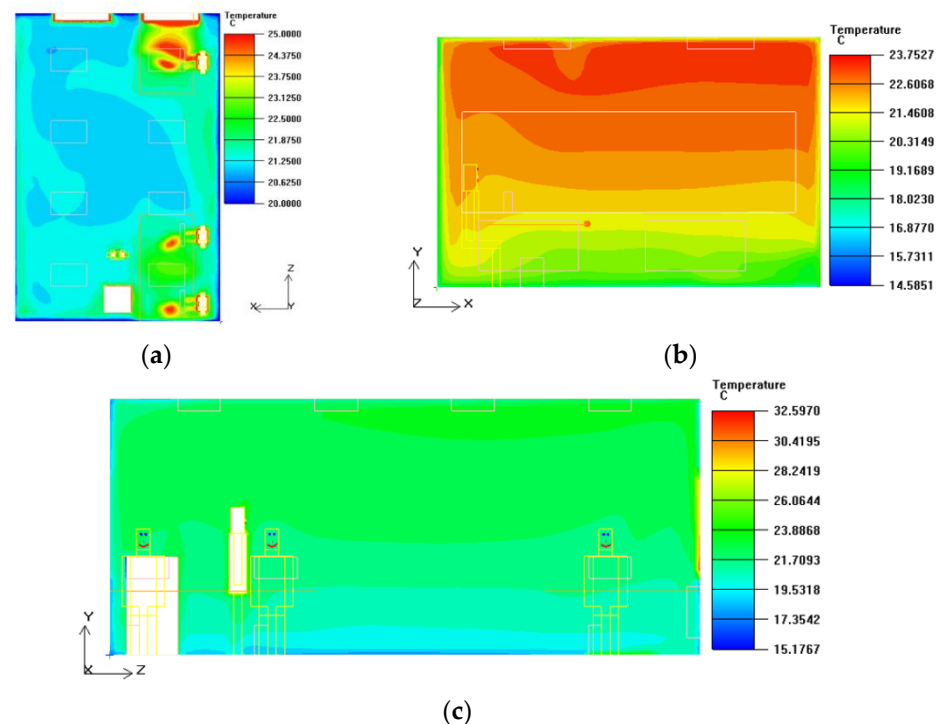 Temperature
C
25.0000
24.3750
23.7500
23.1250
22.5000
21.8750
21.2500
20.6250
20.0000
Z
X
Y
(a)
Temperature
C
23.7527
22.6068
21.4608
20.3149
19.1689
18.0230
16.8770
15.7311
14.5851
Y
Z
X
(b)
Temperature
C
32.5970
30.4195
28.2419
26.0644
23.8868
21.7093
19.5318
17.3542
15.1767
Y
X
Z
(c)